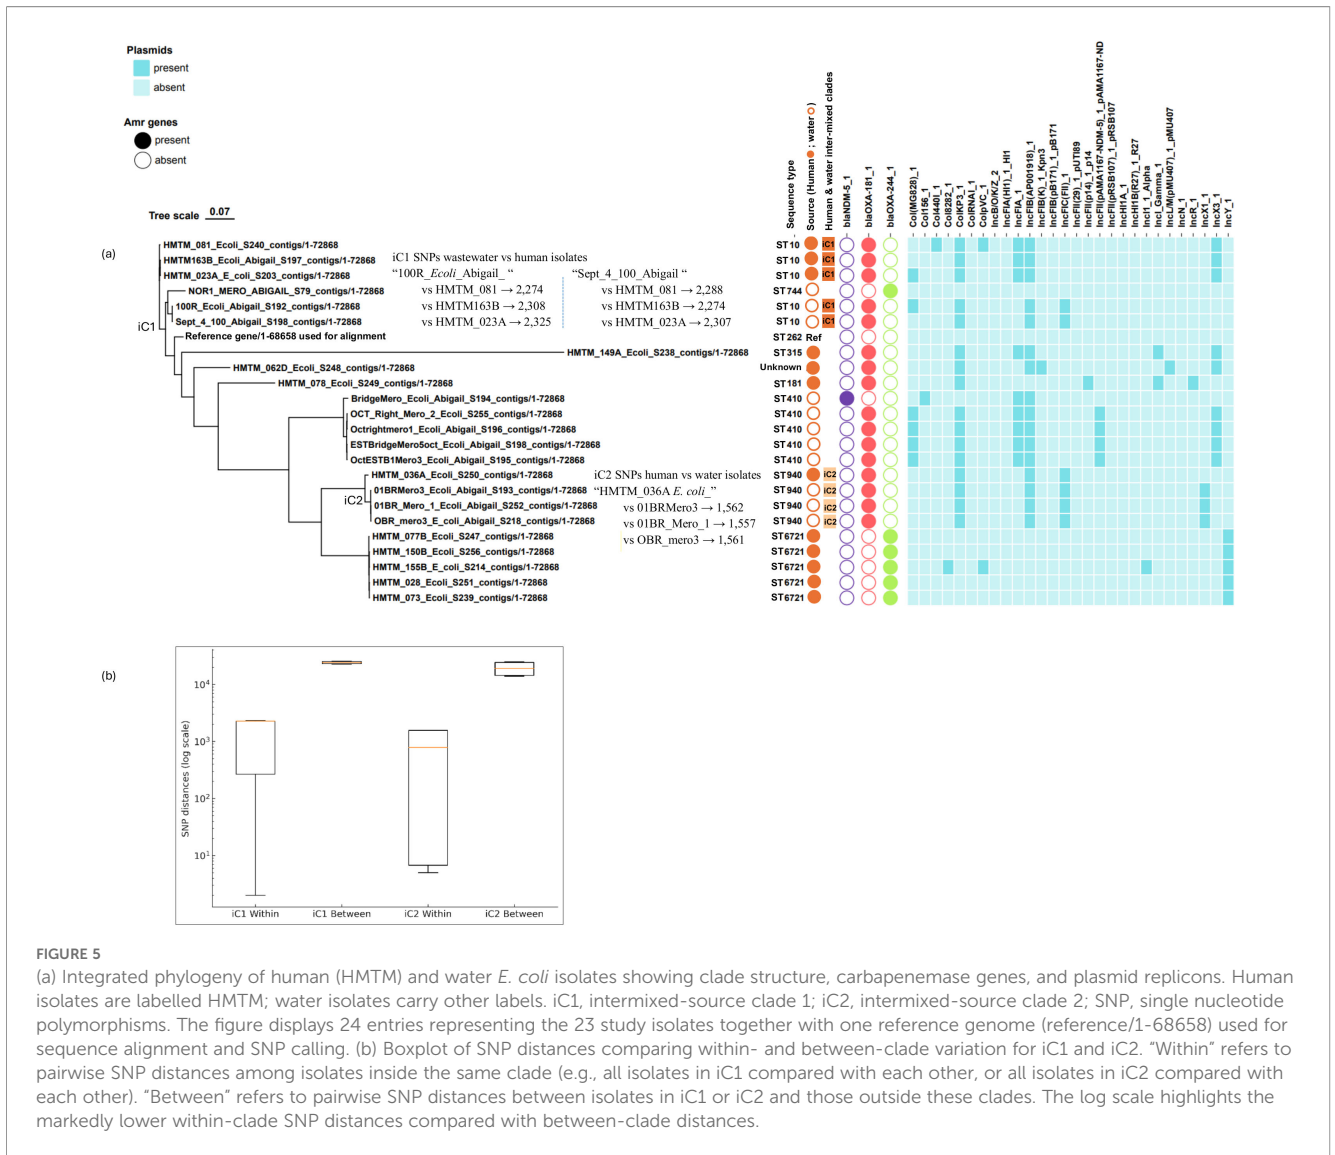 Plasmids
present
absent
Amr genes
present
absent
Tree scale 0.07
Sequence type
Source (Human ; water )
Human & water inter-mixed clades
blaNDM-5_1
blaOXA-181_1
blaOXA-244_1
Col(MG828)_1
Col156_1
Col440I_1
Col8282_1
ColKP3_1
ColRNAI_1
ColpVC_1
IncB/O/K/Z_2
IncFIA(HI1)_1_HI1
IncFIA_1
IncFIB(AP001918)_1
IncFIB(K)_1_Kpn3
IncFIB(pB171)_1_pB171
IncFIC(FII)_1
IncFII(29)_1_pUTI89
IncFII(p14)_1_p14
IncFII(pAMA1167-NDM-5)_1_pAMA1167-ND
IncFII(pRSB107)_1_pRSB107
IncHI1A_1
IncHI1B(R27)_1_R27
IncI1_1_Alpha
IncI_Gamma_1
IncL/M(pMU407)_1_pMU407
IncN_1
IncR_1
IncX1_1
IncX3_1
IncY_1
(a)
HMTM_081_Ecoli_S240_contigs/1-72868
HMTM163B_Ecoli_Abigail_S197_contigs/1-72868
HMTM_023A_E_coli_S203_contigs/1-72868
NOR1_MERO_ABIGAIL_S79_contigs/1-72868
100R_Ecoli_Abigail_S192_contigs/1-72868
Sept_4_100_Abigail_S198_contigs/1-72868
iC1
Reference gene/1-68658 used for alignment
HMTM_149A_Ecoli_S238_contigs/1-72868
HMTM_062D_Ecoli_S248_contigs/1-72868
HMTM_078_Ecoli_S249_contigs/1-72868
BridgeMero_Ecoli_Abigail_S194_contigs/1-72868
OCT_Right_Mero_2_Ecoli_S255_contigs/1-72868
Octrightmero1_Ecoli_Abigail_S196_contigs/1-72868
ESTBridgeMero5oct_Ecoli_Abigail_S198_contigs/1-72868
OctESTB1Mero3_Ecoli_Abigail_S195_contigs/1-72868
HMTM_036A_Ecoli_S250_contigs/1-72868
iC2
01BRMero3_Ecoli_Abigail_S193_contigs/1-72868
01BR_Mero_1_Ecoli_Abigail_S252_contigs/1-72868
OBR_mero3_E_coli_Abigail_S218_contigs/1-72868
HMTM_077B_Ecoli_S247_contigs/1-72868
HMTM_150B_Ecoli_S256_contigs/1-72868
HMTM_155B_E_coli_S214_contigs/1-72868
HMTM_028_Ecoli_S251_contigs/1-72868
HMTM_073_Ecoli_S239_contigs/1-72868
iC1 SNPs wastewater vs human isolates
“100R_Ecoli_Abigail_ “
vs HMTM_081 → 2,274
vs HMTM163B → 2,308
vs HMTM_023A → 2,325
“Sept_4_100_Abigail “
vs HMTM_081 → 2,288
vs HMTM163B → 2,274
vs HMTM_023A → 2,307
iC2 SNPs human vs water isolates
“HMTM_036A E. coli_”
vs 01BRMero3 → 1,562
vs 01BR_Mero_1 → 1,557
vs OBR_mero3 → 1,561
ST10 iC1
ST10 iC1
ST10 iC1
ST744
ST10 iC1
ST10 iC1
ST262 Ref
ST315
Unknown
ST181
ST410
ST410
ST410
ST410
ST410
ST940 iC2
ST940 iC2
ST940 iC2
ST940 iC2
ST6721
ST6721
ST6721
ST6721
ST6721
(b)
SNP distances (log scale)
10⁴
10³
10²
10¹
iC1 Within
iC1 Between
iC2 Within
iC2 Between
FIGURE 5
(a) Integrated phylogeny of human (HMTM) and water E. coli isolates showing clade structure, carbapenemase genes, and plasmid replicons. Human
isolates are labelled HMTM; water isolates carry other labels. iC1, intermixed-source clade 1; iC2, intermixed-source clade 2; SNP, single nucleotide
polymorphisms. The figure displays 24 entries representing the 23 study isolates together with one reference genome (reference/1-68658) used for
sequence alignment and SNP calling. (b) Boxplot of SNP distances comparing within- and between-clade variation for iC1 and iC2. “Within” refers to
pairwise SNP distances among isolates inside the same clade (e.g., all isolates in iC1 compared with each other, or all isolates in iC2 compared with
each other). “Between” refers to pairwise SNP distances between isolates in iC1 or iC2 and those outside these clades. The log scale highlights the
markedly lower within-clade SNP distances compared with between-clade distances.